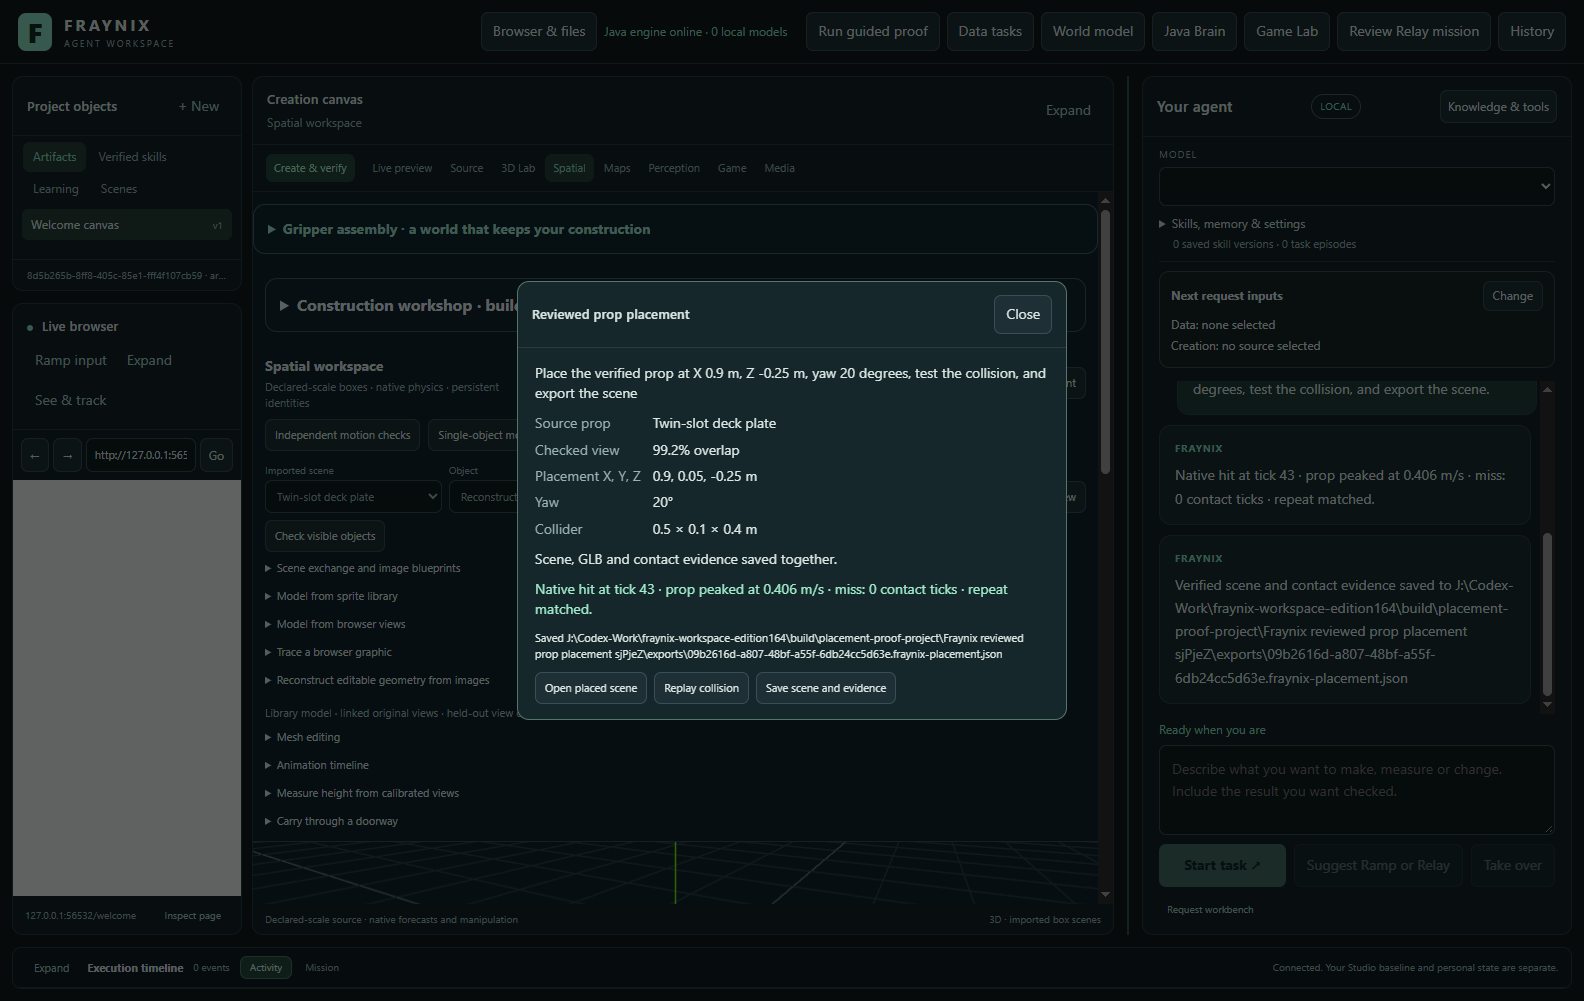 F
FRAYNIX
AGENT WORKSPACE
Browser & files
Java engine online · 0 local models
Run guided proof
Data tasks
World model
Java Brain
Game Lab
Review Relay mission
History
Project objects
+ New
Artifacts
Verified skills
Learning
Scenes
Welcome canvas
v1
8d5b265b-8ff8-405c-85e1-fff4f107cb59 · ar...
Live browser
Ramp input
Expand
See & track
←
→
http://127.0.0.1:565
Go
127.0.0.1:56532/welcome
Inspect page
Creation canvas
Spatial workspace
Expand
Create & verify
Live preview
Source
3D Lab
Spatial
Maps
Perception
Game
Media
Gripper assembly · a world that keeps your construction
Construction workshop · buil
Spatial workspace
Declared-scale boxes · native physics · persistent
identities
nt
Independent motion checks
Single-object m
Imported scene
Object
Twin-slot deck plate
Reconstruct
ew
Check visible objects
Scene exchange and image blueprints
Model from sprite library
Model from browser views
Trace a browser graphic
Reconstruct editable geometry from images
Library model · linked original views · held-out view
Mesh editing
Animation timeline
Measure height from calibrated views
Carry through a doorway
Declared-scale source · native forecasts and manipulation
3D · imported box scenes
Reviewed prop placement
Close
Place the verified prop at X 0.9 m, Z -0.25 m, yaw 20 degrees, test the collision, and
export the scene
Source prop
Twin-slot deck plate
Checked view
99.2% overlap
Placement X, Y, Z
0.9, 0.05, -0.25 m
Yaw
20°
Collider
0.5 × 0.1 × 0.4 m
Scene, GLB and contact evidence saved together.
Native hit at tick 43 · prop peaked at 0.406 m/s · miss: 0 contact ticks · repeat
matched.
Saved J:\Codex-Work\fraynix-workspace-edition164\build\placement-proof-project\Fraynix reviewed
prop placement sjPjeZ\exports\09b2616d-a807-48bf-a55f-6db24cc5d63e.fraynix-placement.json
Open placed scene
Replay collision
Save scene and evidence
Your agent
LOCAL
Knowledge & tools
MODEL
Skills, memory & settings
0 saved skill versions · 0 task episodes
Next request inputs
Change
Data: none selected
Creation: no source selected
degrees, test the collision, and export the scene.
FRAYNIX
Native hit at tick 43 · prop peaked at 0.406 m/s · miss:
0 contact ticks · repeat matched.
FRAYNIX
Verified scene and contact evidence saved to J:\Codex-
Work\fraynix-workspace-edition164\build\placement-
proof-project\Fraynix reviewed prop placement
sjPjeZ\exports\09b2616d-a807-48bf-a55f-
6db24cc5d63e.fraynix-placement.json
Ready when you are
Describe what you want to make, measure or change.
Include the result you want checked.
Start task ↗
Suggest Ramp or Relay
Take over
Request workbench
Expand
Execution timeline
0 events
Activity
Mission
Connected. Your Studio baseline and personal state are separate.